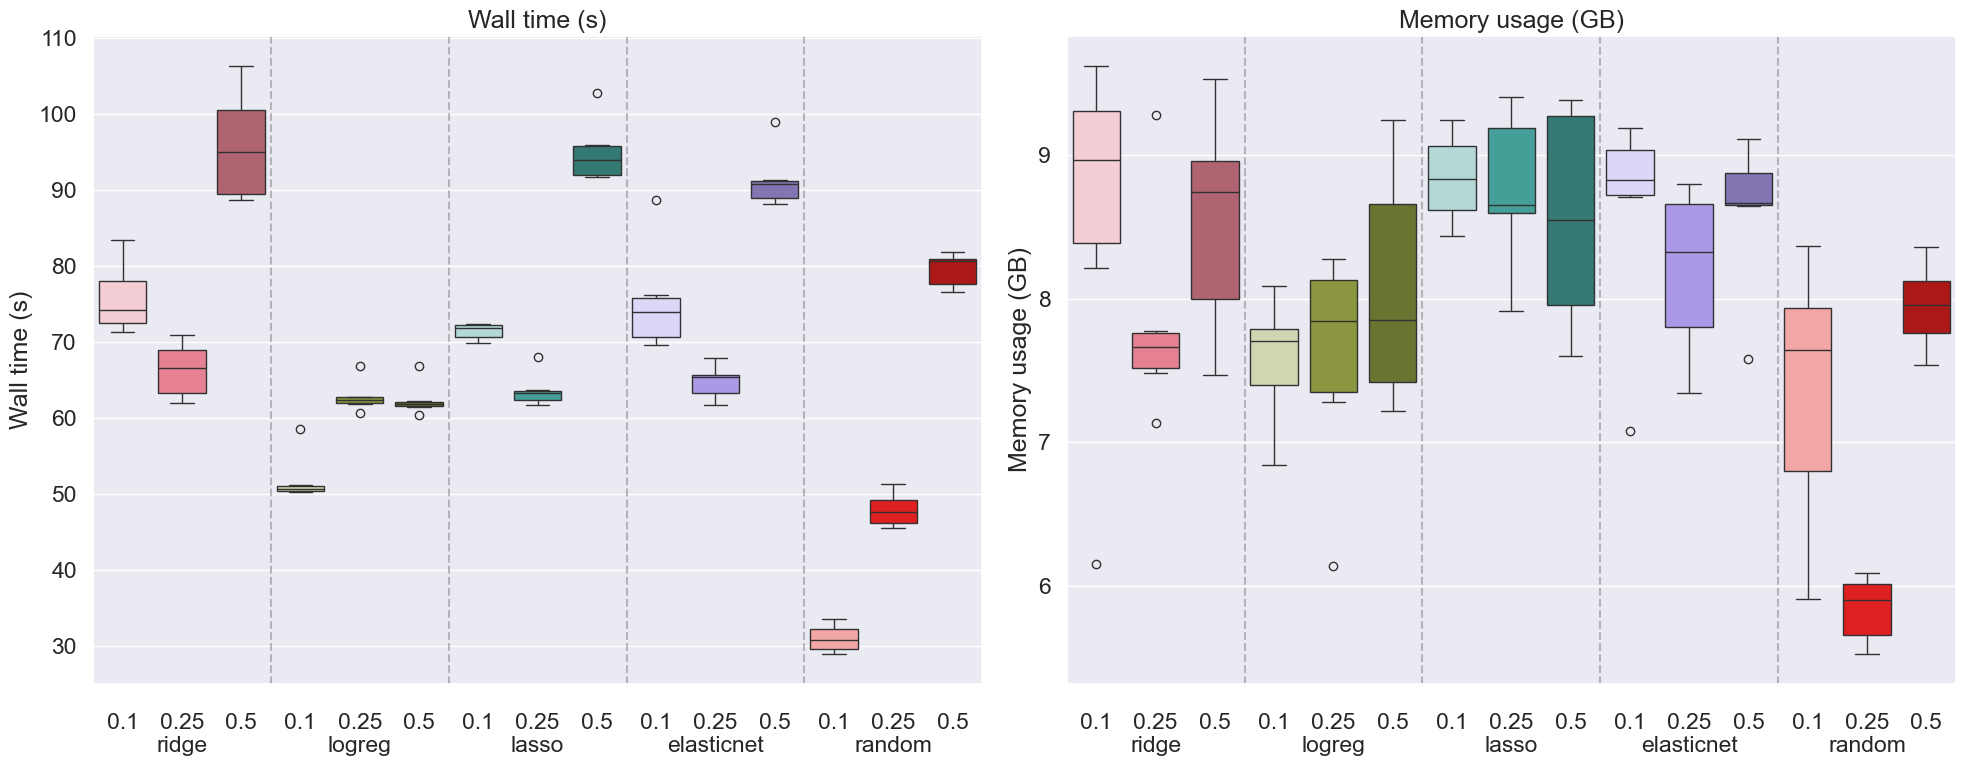 Wall time (s)
Wall time (s)
110
100
90
80
70
60
50
40
30
0.1 0.25 0.5 0.1 0.25 0.5 0.1 0.25 0.5 0.1 0.25 0.5 0.1 0.25 0.5
ridge logreg lasso elasticnet random
Memory usage (GB)
Memory usage (GB)
9
8
7
6
0.1 0.25 0.5 0.1 0.25 0.5 0.1 0.25 0.5 0.1 0.25 0.5 0.1 0.25 0.5
ridge logreg lasso elasticnet random